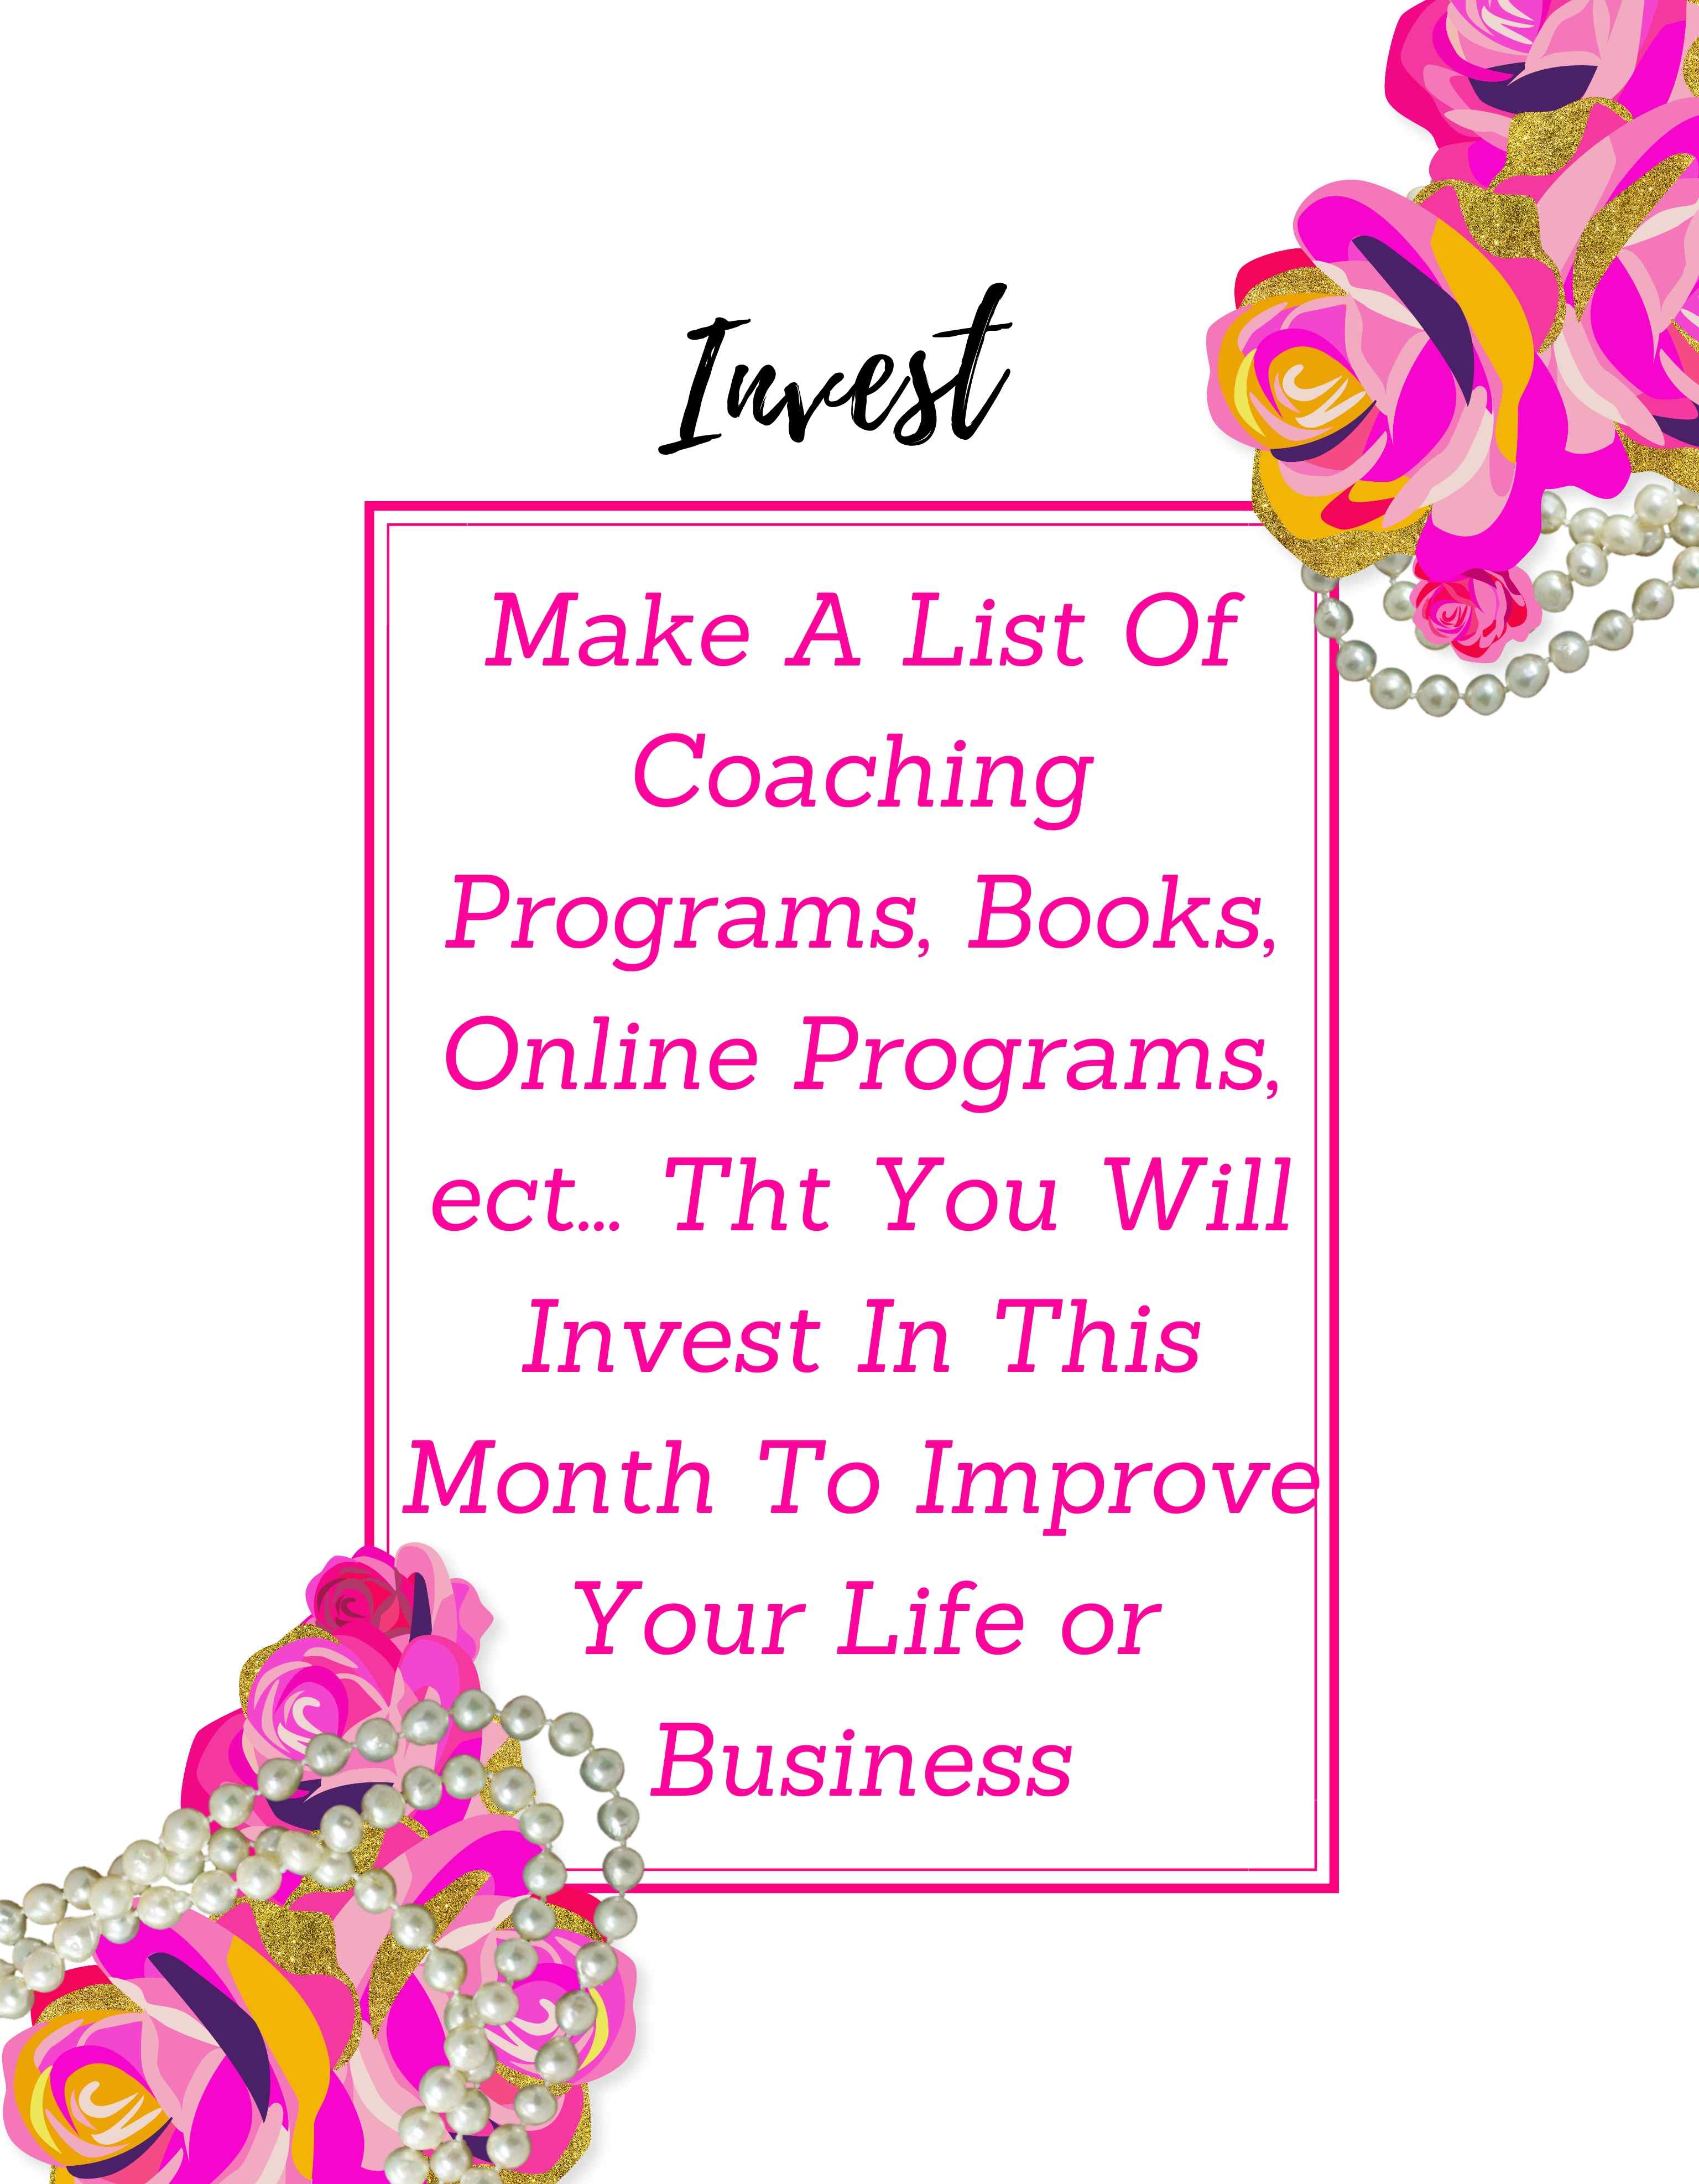 Invest
Make A List Of
Coaching
Programs, Books,
Online Programs,
ect... Tht You Will
Invest In This
Month To Improve
Your Life or
Business